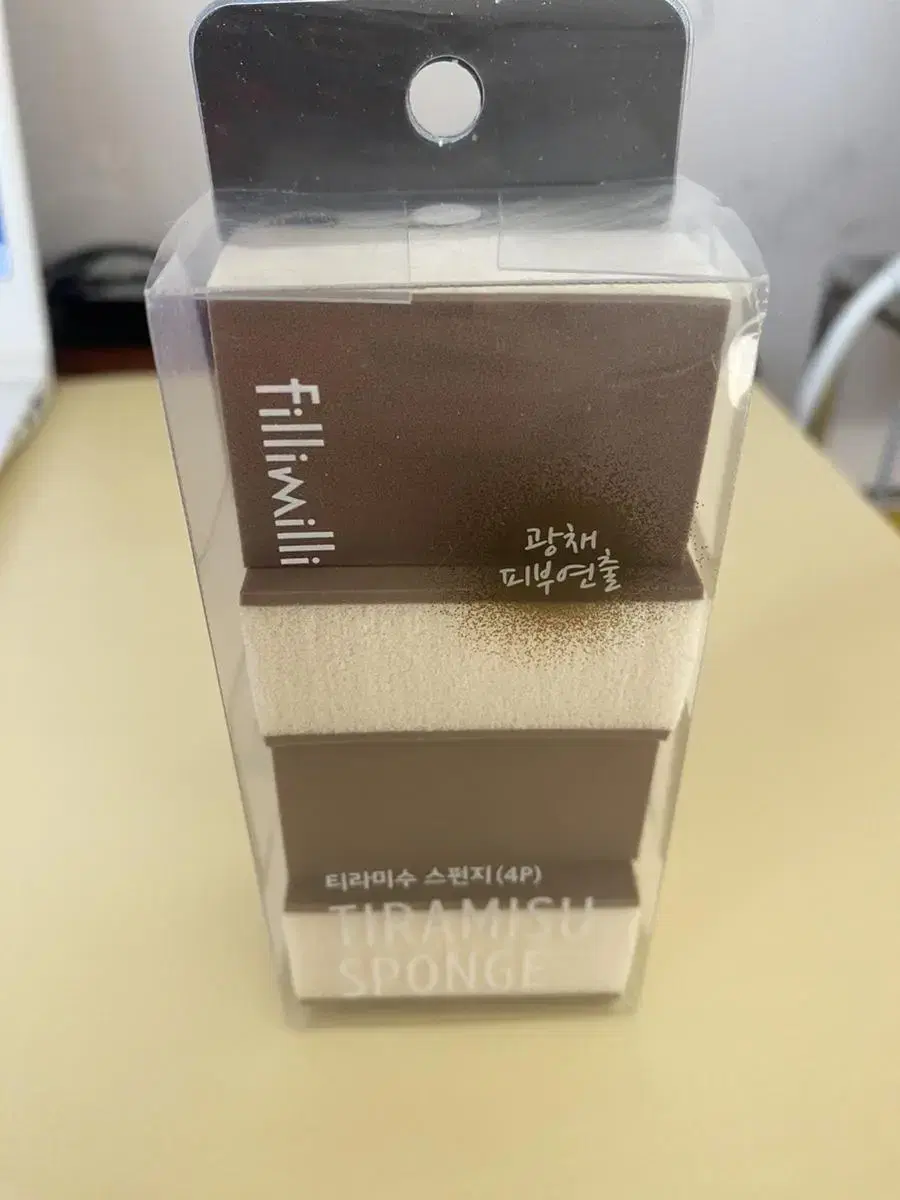 fillimilli
광채
피부연출
티라미수 스펀지(4P)
TIRAMISU
SPONGE